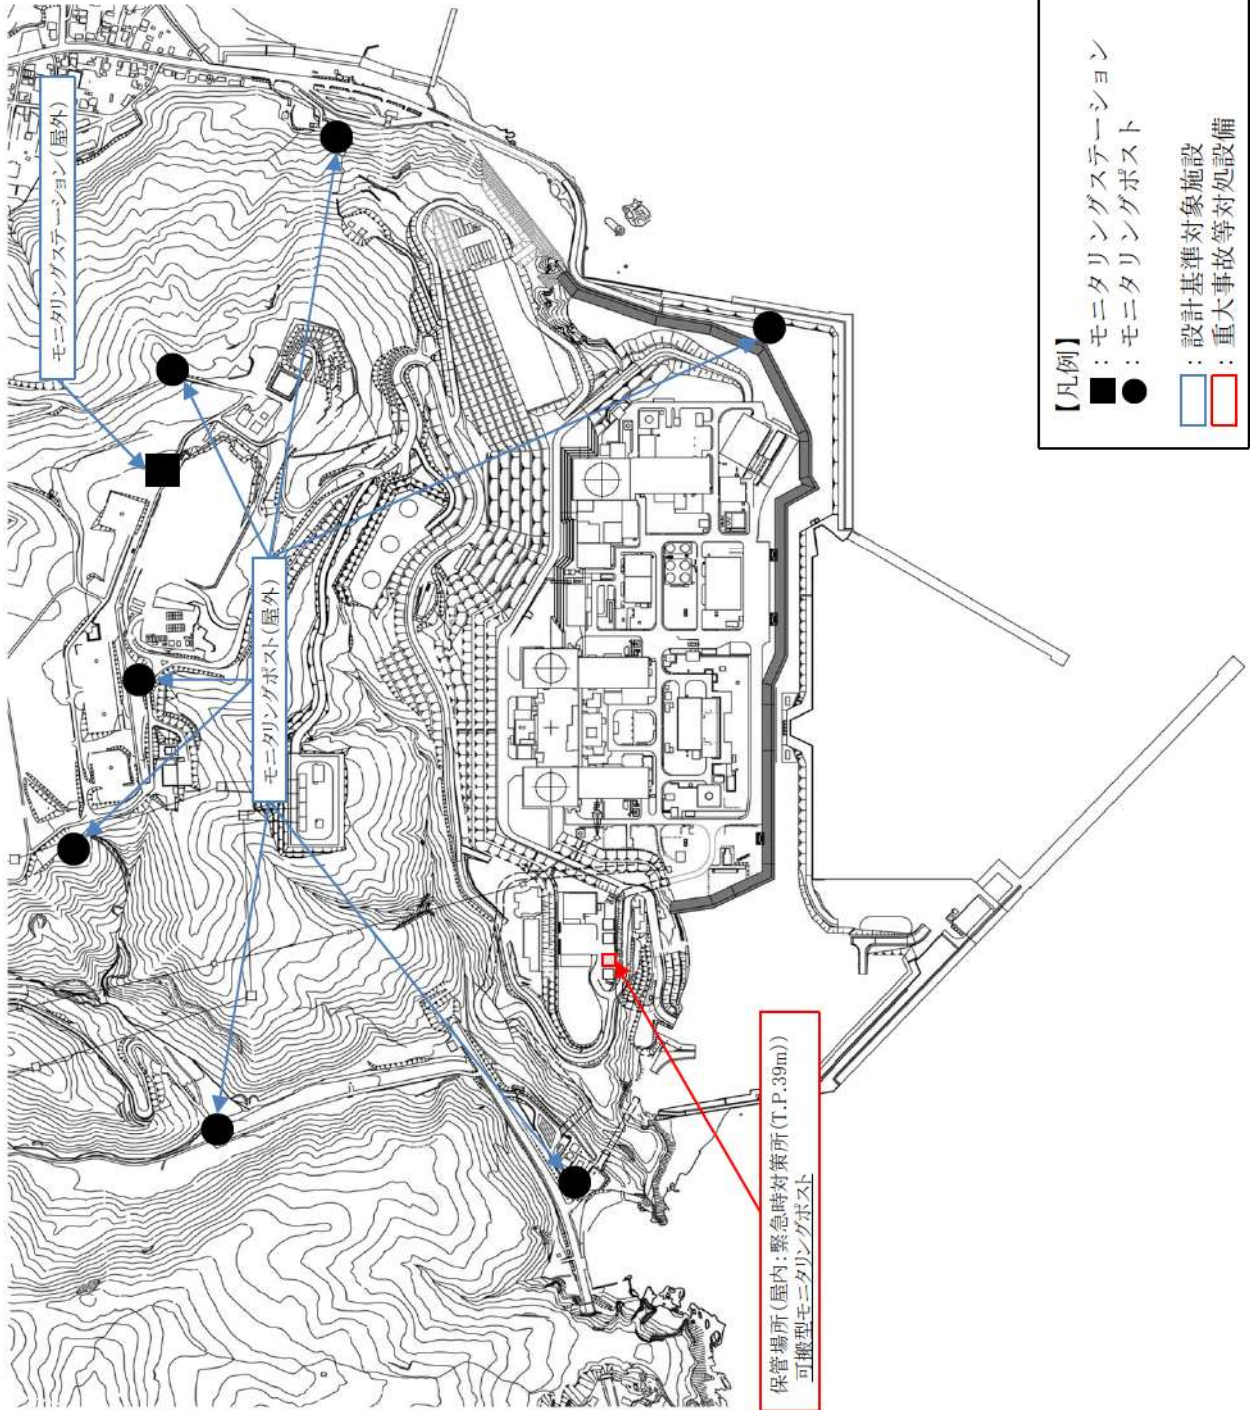 モニタリングステーション(屋外)
モニタリングポスト(屋外)
保管場所(屋内:緊急時対策所(T.P.39m))
可搬型モニタリングポスト
【凡例】
■:モニタリングステーション
●:モニタリングポスト
:設計基準対象施設
:重大事故等対処設備